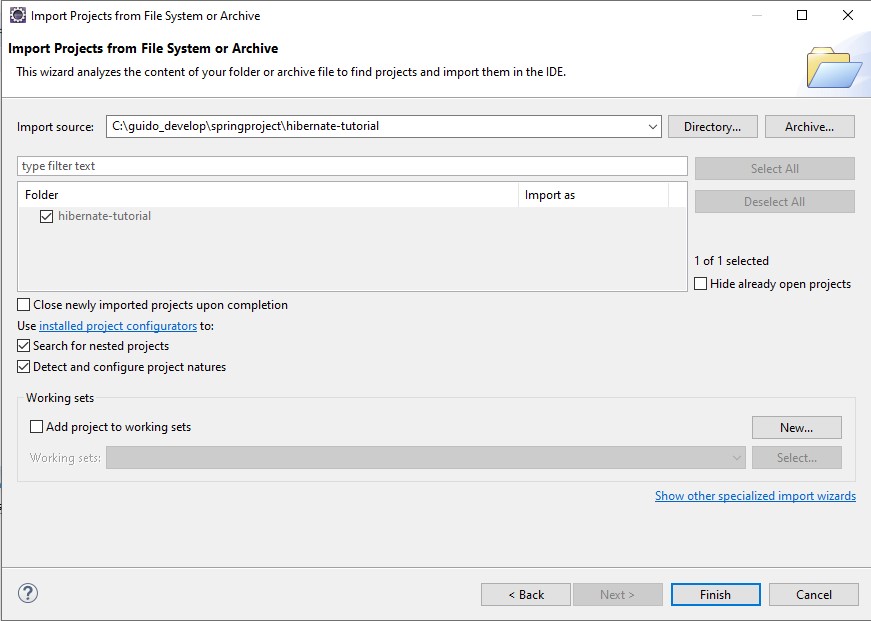 Import Projects from File System or Archive
Import Projects from File System or Archive
This wizard analyzes the content of your folder or archive file to find projects and import them in the IDE.
Import source: C:\guido_develop\springproject\hibernate-tutorial Directory... Archive...
type filter text Select All
Folder Import as Deselect All
hibernate-tutorial
1 of 1 selected
Hide already open projects
Close newly imported projects upon completion
Use installed project configurators to:
Search for nested projects
Detect and configure project natures
Working sets
Add project to working sets New...
Working sets: Select...
Show other specialized import wizards
? < Back Next > Finish Cancel